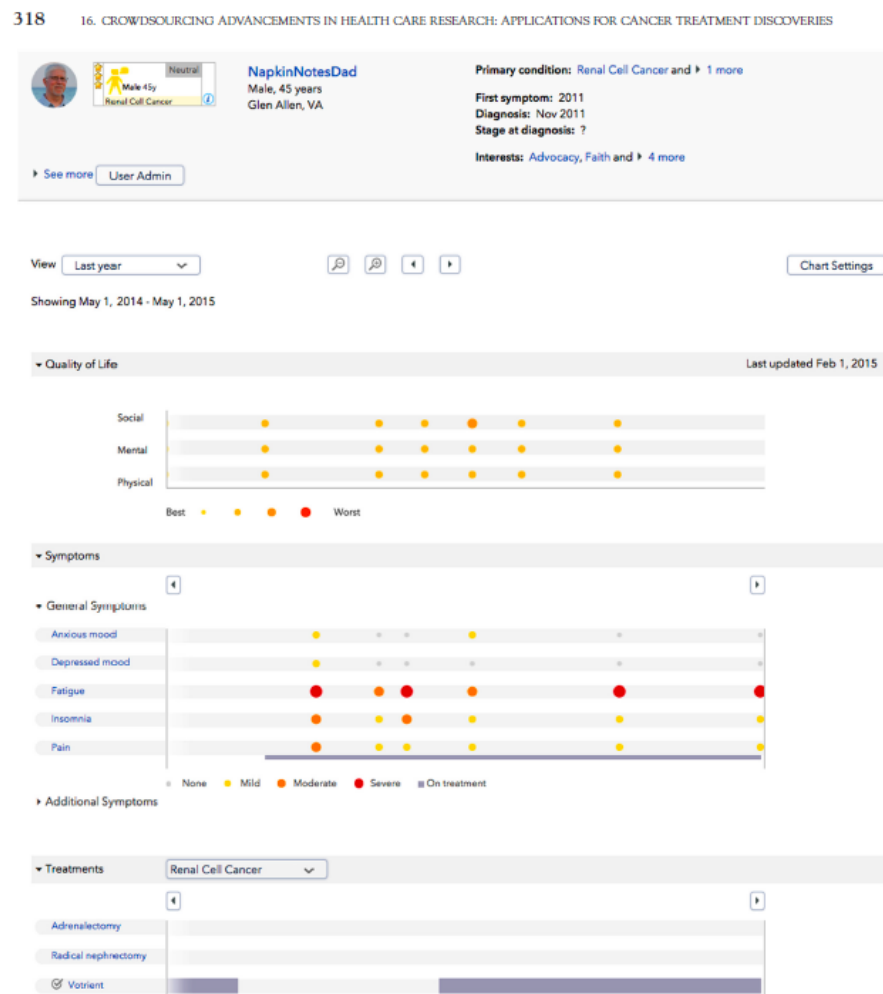 318 16. CROWDSOURCING ADVANCEMENTS IN HEALTH CARE RESEARCH: APPLICATIONS FOR CANCER TREATMENT DISCOVERIES
Neutral
Male 45y
Renal Cell Cancer
NapkinNotesDad
Male, 45 years
Glen Allen, VA
Primary condition: Renal Cell Cancer and 1 more
First symptom: 2011
Diagnosis: Nov 2011
Stage at diagnosis: ?
Interests: Advocacy, Faith and 4 more
See more User Admin
View Last year Chart Settings
Showing May 1, 2014 - May 1, 2015
Quality of Life Last updated Feb 1, 2015
Social
Mental
Physical
Best Worst
Symptoms
General Symptoms
Anxious mood
Depressed mood
Fatigue
Insomnia
Pain
None Mild Moderate Severe On treatment
Additional Symptoms
Treatments Renal Cell Cancer
Adrenalectomy
Radical nephrectomy
Votrient